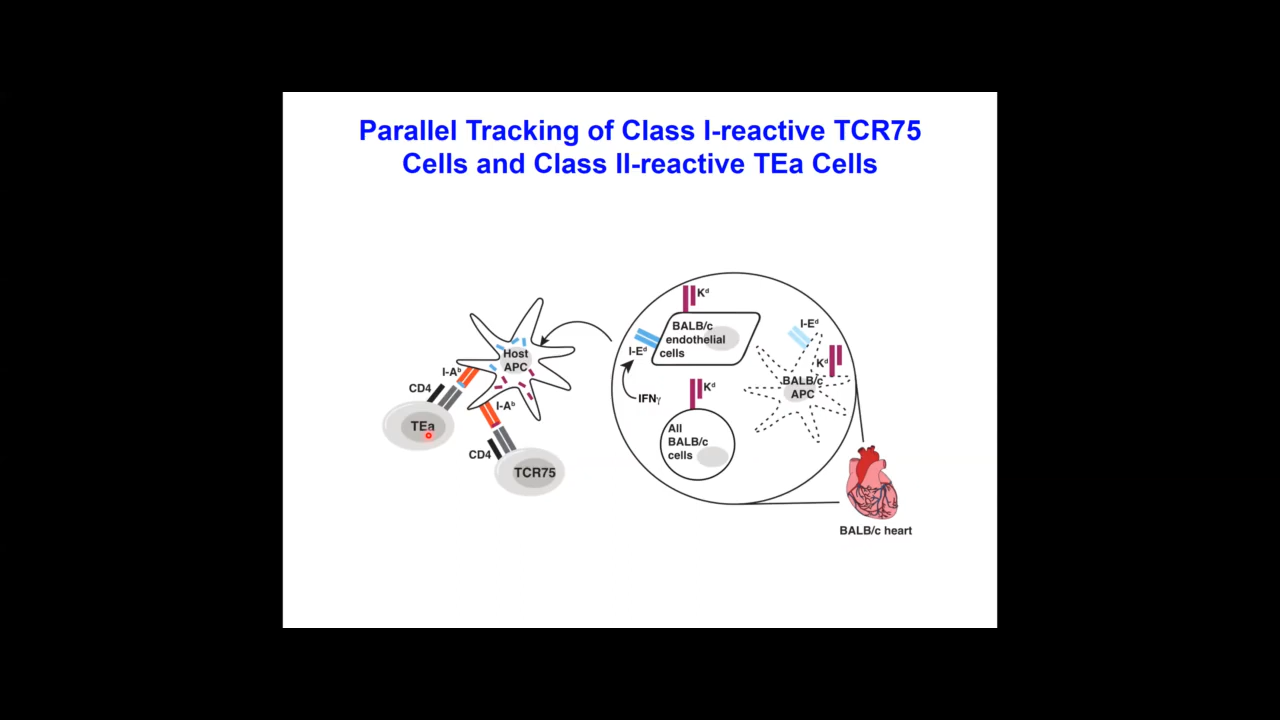 Parallel Tracking of Class I-reactive TCR75
Cells and Class II-reactive TEa Cells
Host
APC
I-Aᵇ
CD4
TEa
I-Aᵇ
CD4
TCR75
Kᵈ
BALB/c
endothelial
cells
I-Eᵈ
IFNγ
Kᵈ
All
BALB/c
cells
I-Eᵈ
Kᵈ
BALB/c
APC
BALB/c heart